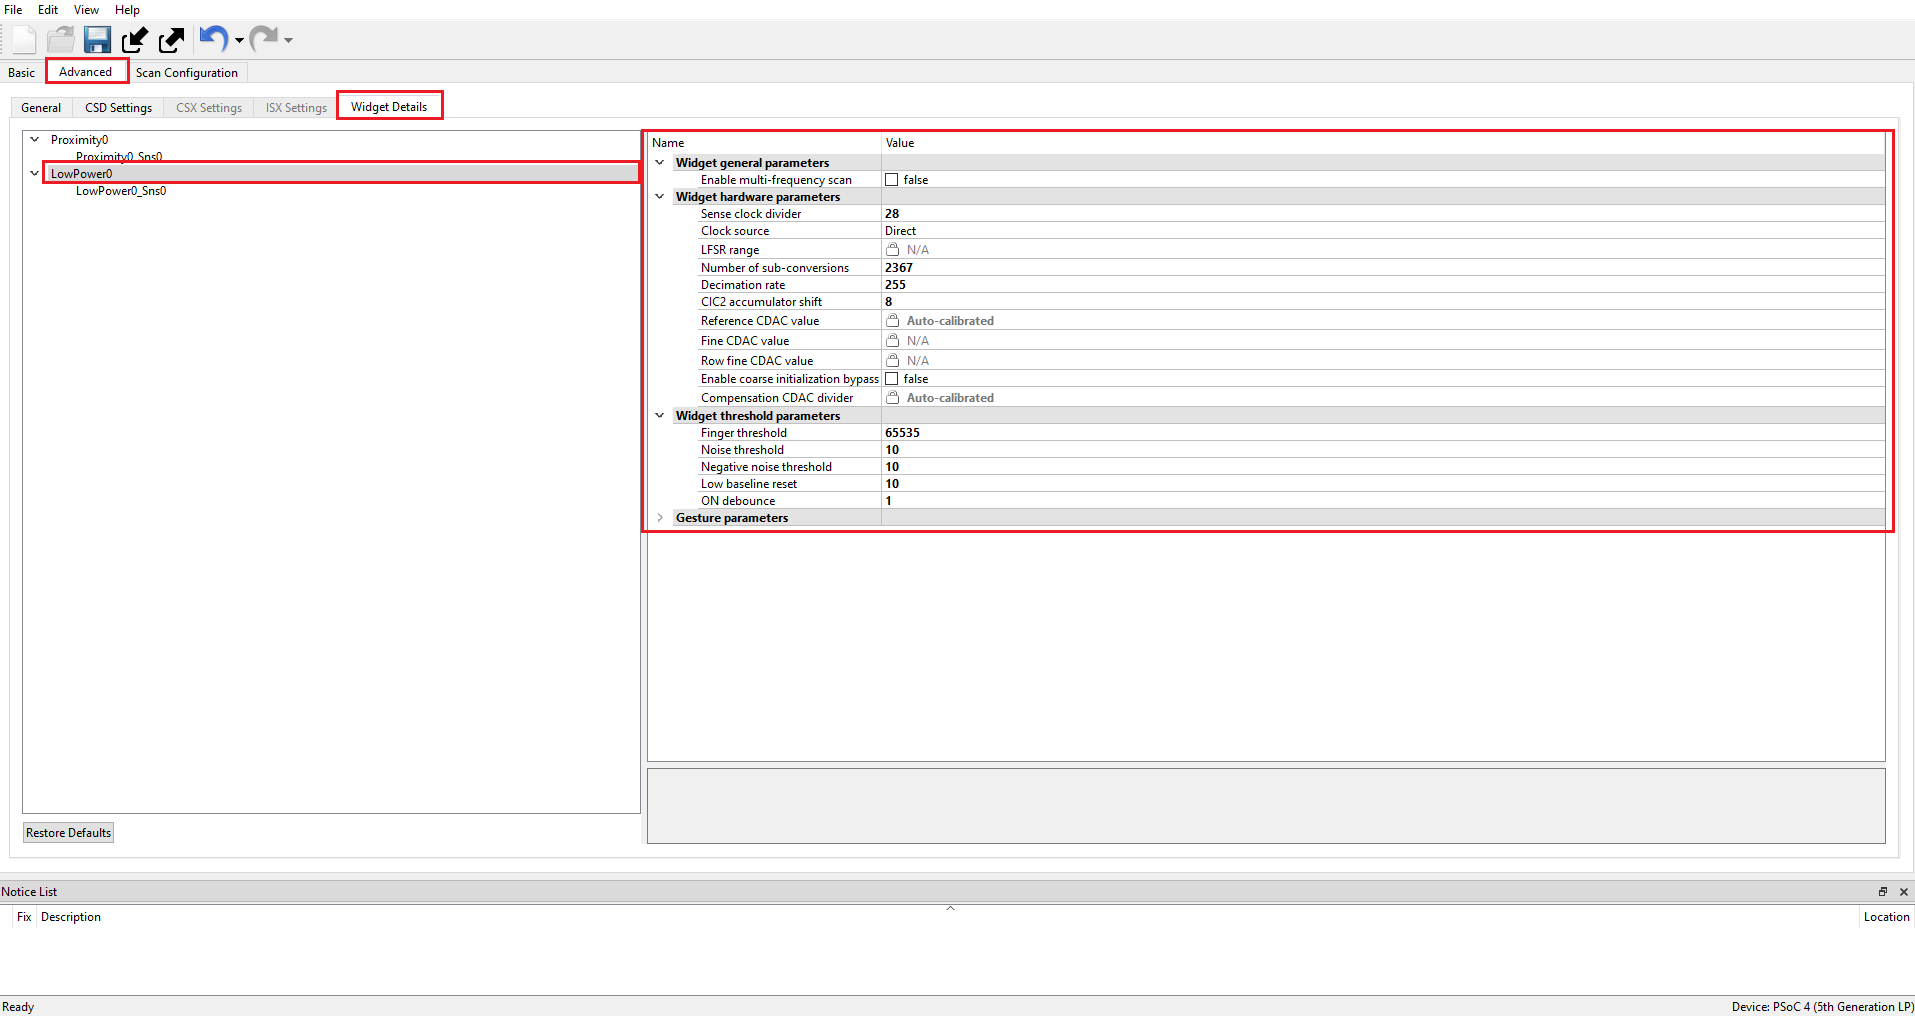 File Edit View Help
Basic Advanced Scan Configuration
General CSD Settings CSX Settings ISX Settings Widget Details
Proximity0
Proximity0_Sns0
LowPower0
LowPower0_Sns0
Restore Defaults
Name Value
Widget general parameters
Enable multi-frequency scan false
Widget hardware parameters
Sense clock divider 28
Clock source Direct
LFSR range N/A
Number of sub-conversions 2367
Decimation rate 255
CIC2 accumulator shift 8
Reference CDAC value Auto-calibrated
Fine CDAC value N/A
Row fine CDAC value N/A
Enable coarse initialization bypass false
Compensation CDAC divider Auto-calibrated
Widget threshold parameters
Finger threshold 65535
Noise threshold 10
Negative noise threshold 10
Low baseline reset 10
ON debounce 1
Gesture parameters
Notice List
Fix Description Location
Ready Device: PSoC 4 (5th Generation LP)